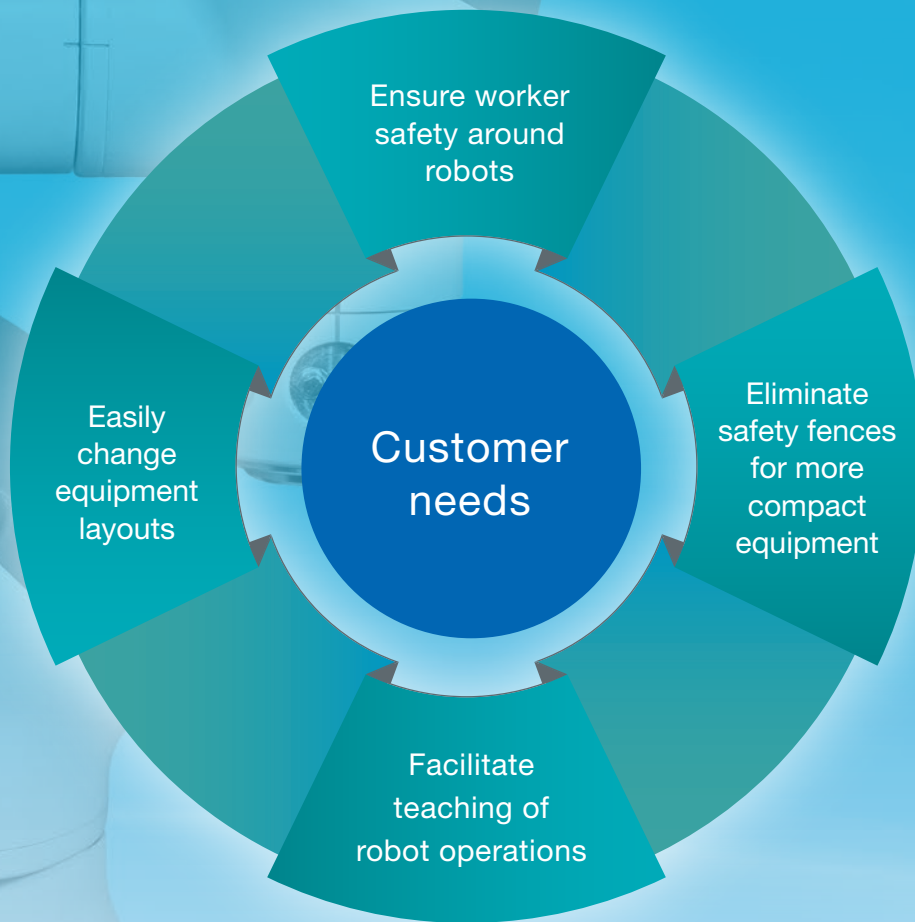 Ensure worker
safety around
robots
Easily
change
equipment
layouts
Customer
needs
Eliminate
safety fences
for more
compact
equipment
Facilitate
teaching of
robot operations